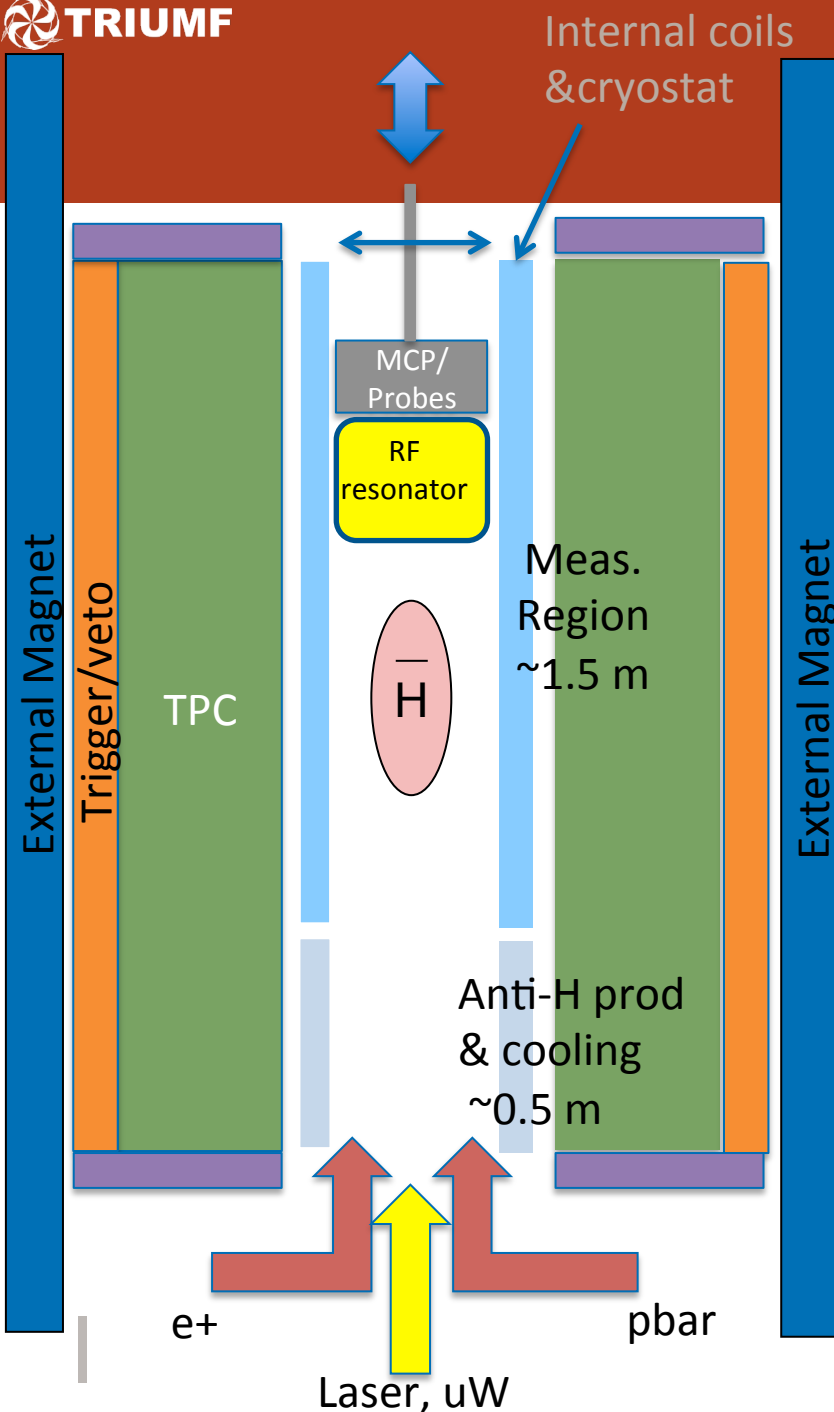 TRIUMF
Internal coils
&cryostat
MCP/
Probes
RF
resonator
External Magnet
Trigger/veto
TPC
H̅
Meas.
Region
~1.5 m
External Magnet
Anti-H prod
& cooling
~0.5 m
e+
pbar
Laser, uW